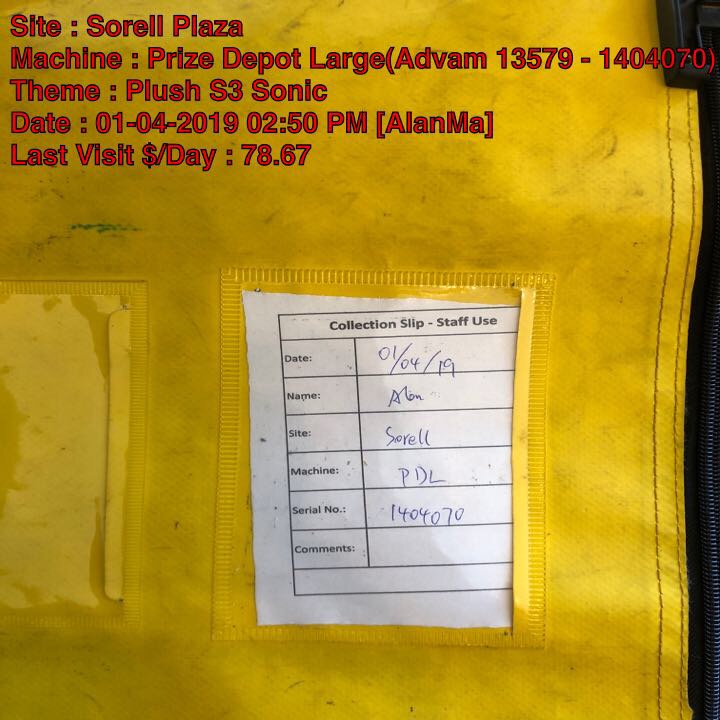 Site : Sorell Plaza
Machine : Prize Depot Large(Advam 13579 - 1404070)
Theme : Plush S3 Sonic
Date : 01-04-2019 02:50 PM [AlanMa]
Last Visit $/Day : 78.67
Collection Slip - Staff Use
Date: 01/04/19
Name: Alan
Site: Sorell
Machine: PDL
Serial No.: 1404070
Comments: